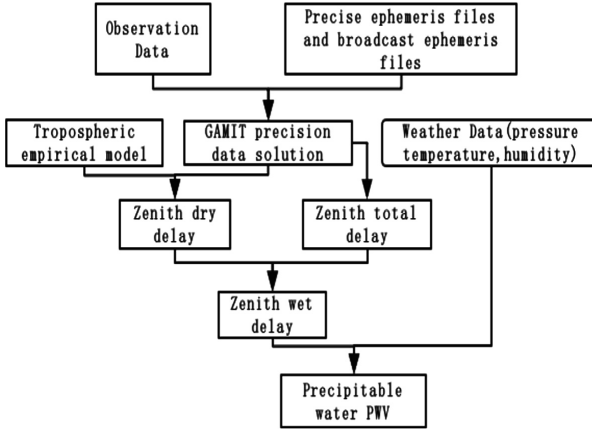 Observation
Data
Precise ephemeris files
and broadcast ephemeris
files
Tropospheric
empirical model
GAMIT precision
data solution
Weather Data(pressure
temperature,humidity)
Zenith dry
delay
Zenith total
delay
Zenith wet
delay
Precipitable
water PWV